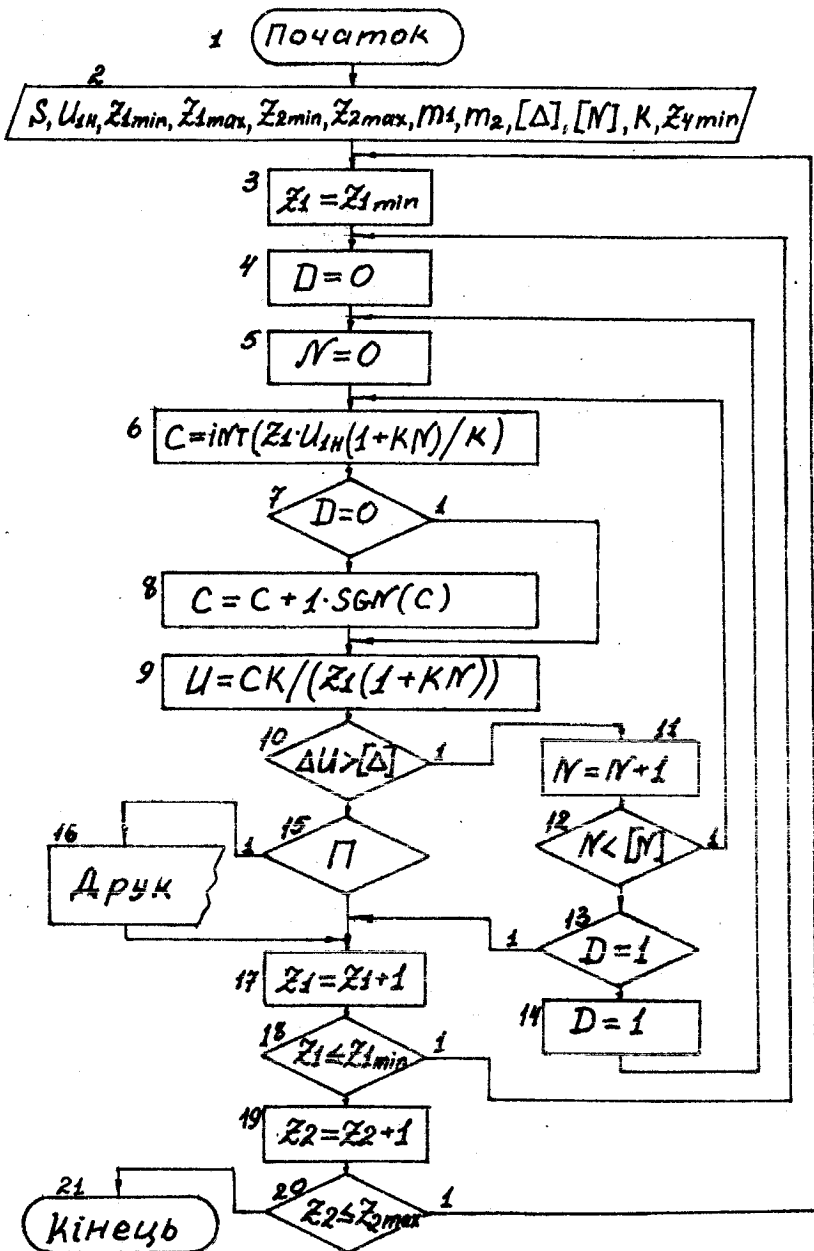 1 Початок
2
S, U1н, Z1min, Z1max, Z2min, Z2max, m1, m2, [Δ], [N], K, Z4min
3 Z1 = Z1min
4 D = 0
5 N = 0
6 C = iNT(Z1·U1н(1+KN)/K)
7 D=0 1
8 C = C + 1·SGN(C)
9 U = CK/(Z1(1+KN))
10 ΔU>[Δ] 1
11 N = N+1
12 N<[N] 1
13 D=1 1
14 D = 1
15 П 1
16 Друк
17 Z1 = Z1+1
18 Z1≤Z1min 1
19 Z2 = Z2+1
20 Z2≤Z2max 1
21 Кінець